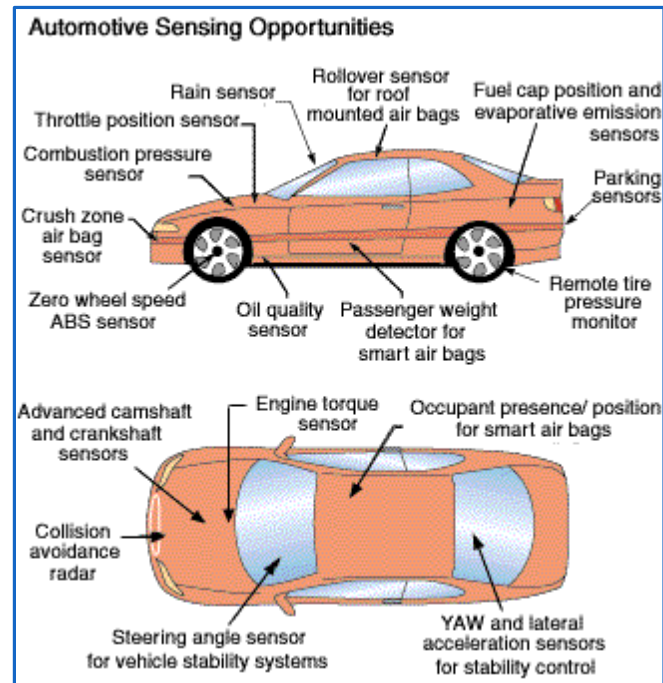 Automotive Sensing Opportunities
Rain sensor
Rollover sensor
for roof
mounted air bags
Fuel cap position and
evaporative emission
sensors
Throttle position sensor
Combustion pressure
sensor
Parking
sensors
Crush zone
air bag
sensor
Zero wheel speed
ABS sensor
Oil quality
sensor
Passenger weight
detector for
smart air bags
Remote tire
pressure
monitor
Advanced camshaft
and crankshaft
sensors
Engine torque
sensor
Occupant presence/ position
for smart air bags
Collision
avoidance
radar
Steering angle sensor
for vehicle stability systems
YAW and lateral
acceleration sensors
for stability control